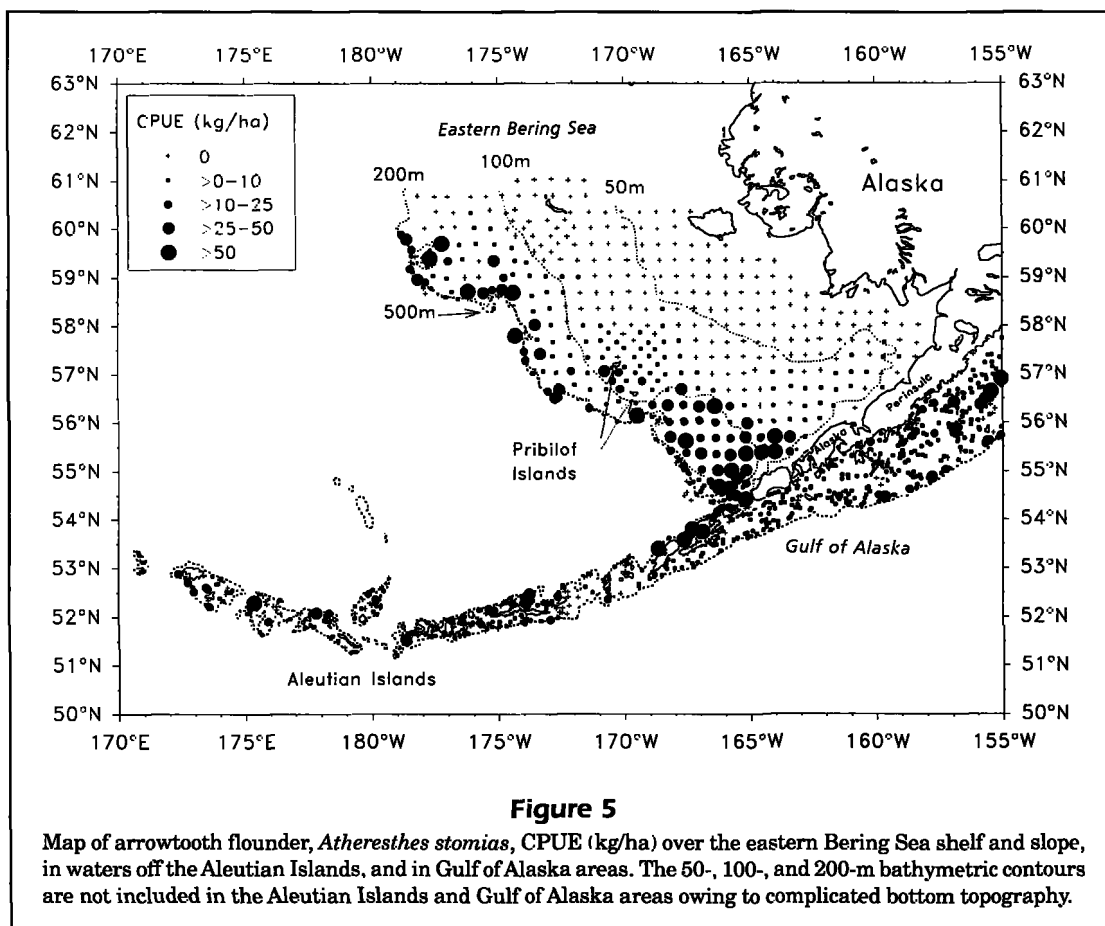 170°E 175°E 180°W 175°W 170°W 165°W 160°W 155°W
63°N 63°N
CPUE (kg/ha)
Eastern Bering Sea
62°N 62°N
0
>0–10
200m 100m
61°N 50m 61°N
>10–25
Alaska
>25–50
60°N 60°N
>50
59°N 59°N
500m
58°N 58°N
57°N 57°N
Peninsula
56°N 56°N
Pribilof
Islands
Alaska
55°N 55°N
54°N 54°N
Gulf of Alaska
53°N 53°N
52°N 52°N
51°N 51°N
Aleutian Islands
50°N 50°N
170°E 175°E 180°W 175°W 170°W 165°W 160°W 155°W
Figure 5
Map of arrowtooth flounder, Atheresthes stomias, CPUE (kg/ha) over the eastern Bering Sea shelf and slope,
in waters off the Aleutian Islands, and in Gulf of Alaska areas. The 50-, 100-, and 200-m bathymetric contours
are not included in the Aleutian Islands and Gulf of Alaska areas owing to complicated bottom topography.